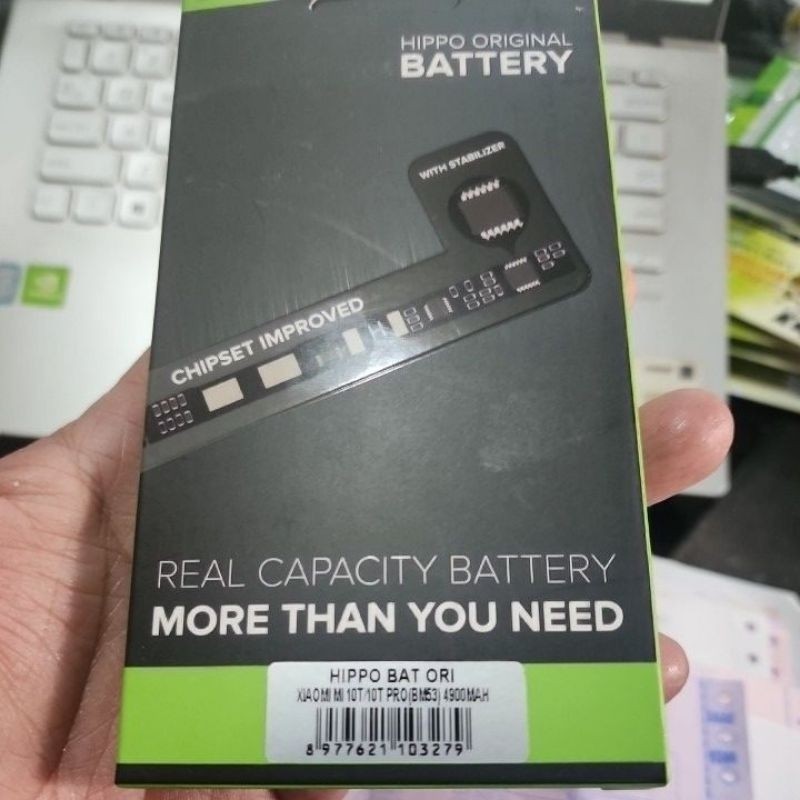 HIPPO ORIGINAL
BATTERY
WITH STABILIZER
CHIPSET IMPROVED
REAL CAPACITY BATTERY
MORE THAN YOU NEED
HIPPO BAT ORI
XIAOMI MI 10T/10T PRO(BM53) 4900MAH
8 977621 103279